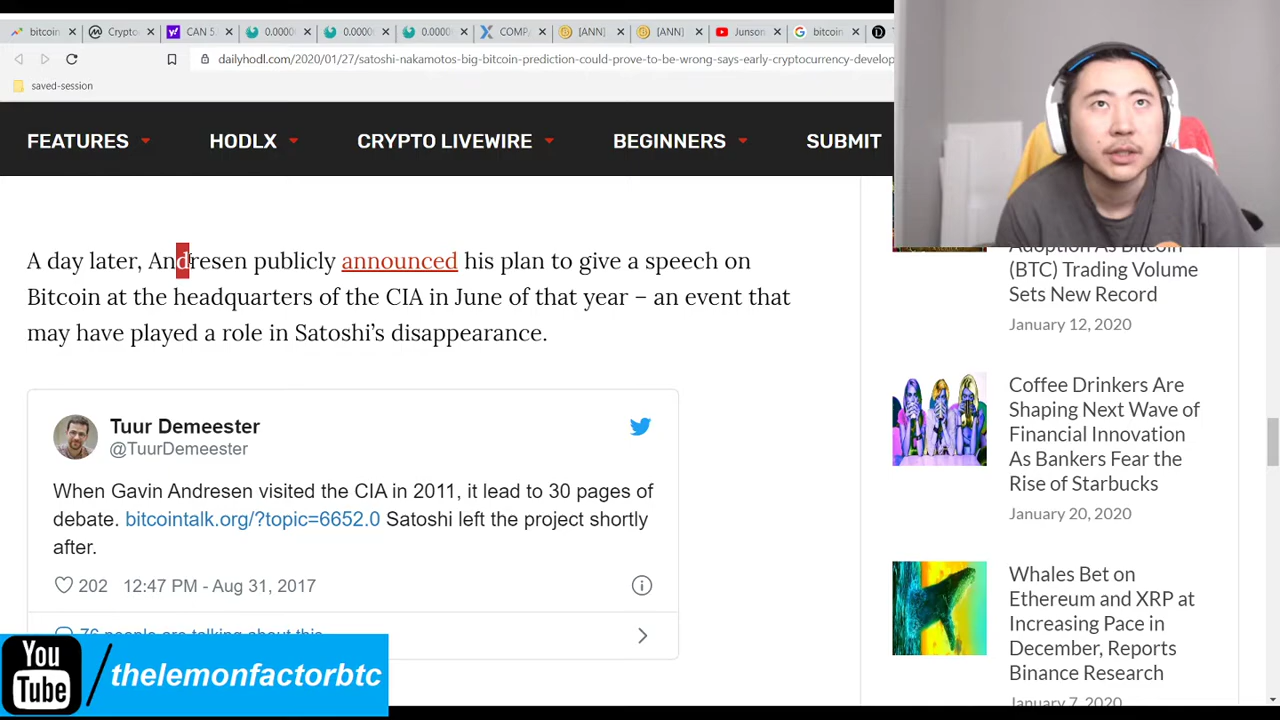 bitcoin
Crypto
CAN 5
0.0000
0.0000
0.0000
COMP
[ANN]
[ANN]
Junson
bitcoin
dailyhodl.com/2020/01/27/satoshi-nakamotos-big-bitcoin-prediction-could-prove-to-be-wrong-says-early-cryptocurrency-develop
saved-session
FEATURES HODLX CRYPTO LIVEWIRE BEGINNERS SUBMIT
A day later, Andresen publicly announced his plan to give a speech on
Bitcoin at the headquarters of the CIA in June of that year – an event that
may have played a role in Satoshi’s disappearance.
Tuur Demeester
@TuurDemeester
When Gavin Andresen visited the CIA in 2011, it lead to 30 pages of
debate. bitcointalk.org/?topic=6652.0 Satoshi left the project shortly
after.
202 12:47 PM - Aug 31, 2017
76 people are talking about this
Adoption As Bitcoin
(BTC) Trading Volume
Sets New Record
January 12, 2020
Coffee Drinkers Are
Shaping Next Wave of
Financial Innovation
As Bankers Fear the
Rise of Starbucks
January 20, 2020
Whales Bet on
Ethereum and XRP at
Increasing Pace in
December, Reports
Binance Research
January 7, 2020
You
Tube
/thelemonfactorbtc